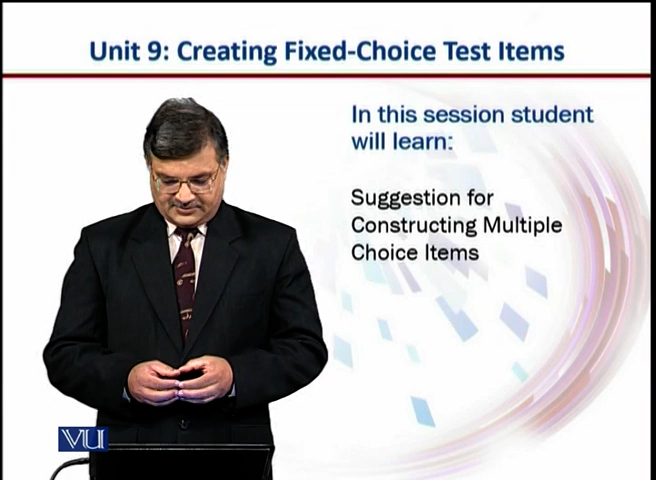 Unit 9: Creating Fixed-Choice Test Items
In this session student
will learn:
Suggestion for
Constructing Multiple
Choice Items
VU